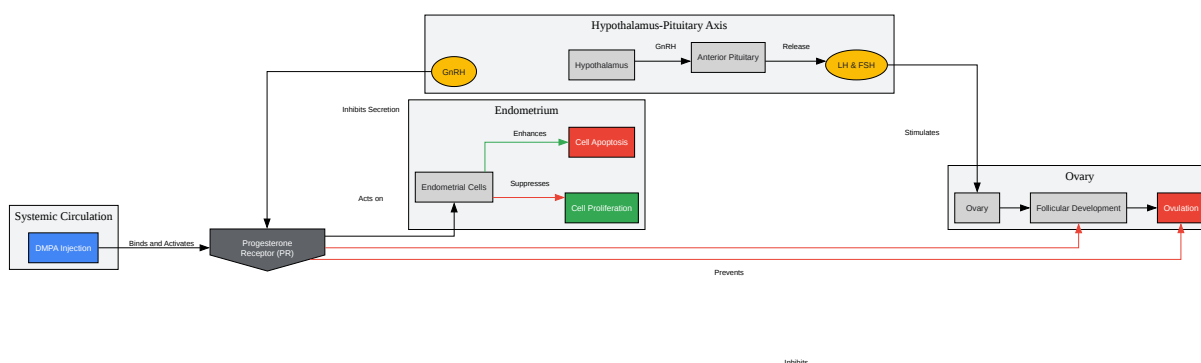 Hypothalamus-Pituitary Axis
GnRH
Hypothalamus
GnRH
Anterior Pituitary
Release
LH & FSH
Inhibits Secretion
Endometrium
Enhances
Cell Apoptosis
Stimulates
Endometrial Cells
Suppresses
Cell Proliferation
Acts on
Ovary
Ovary
Follicular Development
Ovulation
Systemic Circulation
DMPA Injection
Binds and Activates
Progesterone
Receptor (PR)
Prevents
Inhibits